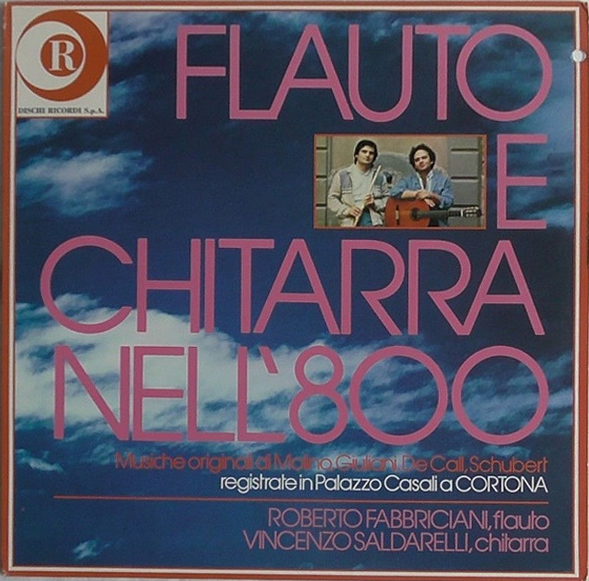 R
DISCHI RICORDI S.p.A.
FLAUTO
E
CHITARRA
NELL'800
Musiche originali di Molino, Giuliani, De Call, Schubert
registrate in Palazzo Casali a CORTONA
ROBERTO FABBRICIANI, flauto
VINCENZO SALDARELLI, chitarra